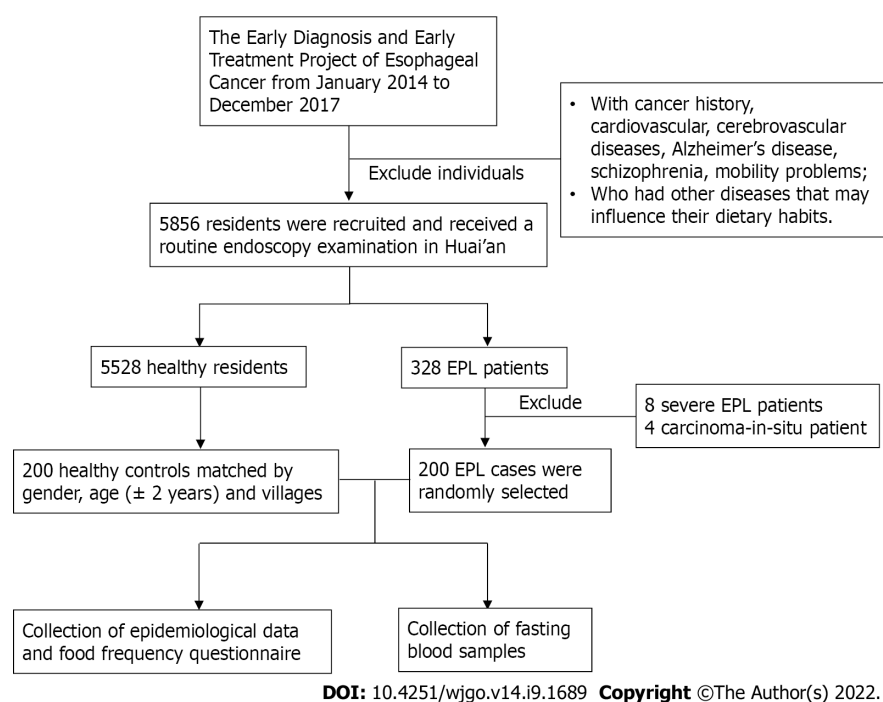 The Early Diagnosis and Early
Treatment Project of Esophageal
Cancer from January 2014 to
December 2017
• With cancer history,
cardiovascular, cerebrovascular
diseases, Alzheimer's disease,
schizophrenia, mobility problems;
• Who had other diseases that may
influence their dietary habits.
Exclude individuals
5856 residents were recruited and received a
routine endoscopy examination in Huai'an
5528 healthy residents
328 EPL patients
Exclude
8 severe EPL patients
4 carcinoma-in-situ patient
200 healthy controls matched by
gender, age (± 2 years) and villages
200 EPL cases were
randomly selected
Collection of epidemiological data
and food frequency questionnaire
Collection of fasting
blood samples
DOI: 10.4251/wjgo.v14.i9.1689 Copyright ©The Author(s) 2022.